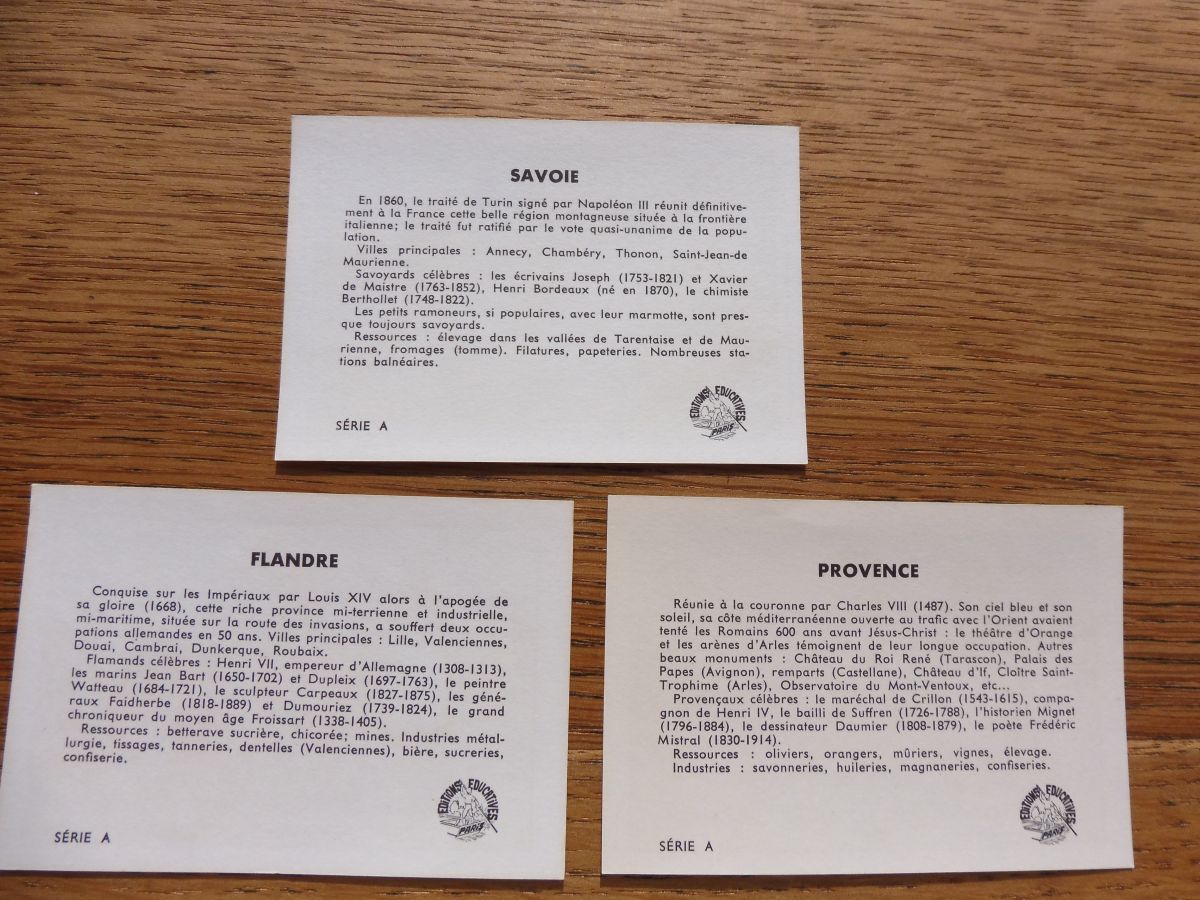 SAVOIE
En 1860, le traité de Turin signé par Napoléon III réunit définitive-
ment à la France cette belle région montagneuse située à la frontière
italienne; le traité fut ratifié par le vote quasi-unanime de la popu-
lation.
Villes principales : Annecy, Chambéry, Thonon, Saint-Jean-de
Maurienne.
Savoyards célèbres : les écrivains Joseph (1753-1821) et Xavier
de Maistre (1763-1852), Henri Bordeaux (né en 1870), le chimiste
Berthollet (1748-1822).
Les petits ramoneurs, si populaires, avec leur marmotte, sont pres-
que toujours savoyards.
Ressources : élevage dans les vallées de Tarentaise et de Mau-
rienne, fromages (tomme). Filatures, papeteries. Nombreuses sta-
tions balnéaires.
SÉRIE A
EDITIONS EDUCATIVES
PARIS
FLANDRE
Conquise sur les Impériaux par Louis XIV alors à l'apogée de
sa gloire (1668), cette riche province mi-terrienne et industrielle,
mi-maritime, située sur la route des invasions, a souffert deux occu-
pations allemandes en 50 ans. Villes principales : Lille, Valenciennes,
Douai, Cambrai, Dunkerque, Roubaix.
Flamands célèbres : Henri VII, empereur d'Allemagne (1308-1313),
les marins Jean Bart (1650-1702) et Dupleix (1697-1763), le peintre
Watteau (1684-1721), le sculpteur Carpeaux (1827-1875), les géné-
raux Faidherbe (1818-1889) et Dumouriez (1739-1824), le grand
chroniqueur du moyen âge Froissart (1338-1405).
Ressources : betterave sucrière, chicorée; mines. Industries métal-
lurgie, tissages, tanneries, dentelles (Valenciennes), bière, sucreries,
confiserie.
SÉRIE A
EDITIONS EDUCATIVES
PARIS
PROVENCE
Réunie à la couronne par Charles VIII (1487). Son ciel bleu et son
soleil, sa côte méditerranéenne ouverte au trafic avec l'Orient avaient
tenté les Romains 600 ans avant Jésus-Christ : le théâtre d'Orange
et les arènes d'Arles témoignent de leur longue occupation. Autres
beaux monuments : Château du Roi René (Tarascon), Palais des
Papes (Avignon), remparts (Castellane), Château d'If, Cloître Saint-
Trophime (Arles), Observatoire du Mont-Ventoux, etc...
Provençaux célèbres : le maréchal de Crillon (1543-1615), compa-
gnon de Henri IV, le bailli de Suffren (1726-1788), l'historien Mignet
(1796-1884), le dessinateur Daumier (1808-1879), le poète Frédéric
Mistral (1830-1914).
Ressources : oliviers, orangers, mûriers, vignes, élevage.
Industries : savonneries, huileries, magnaneries, confiseries.
SÉRIE A
EDITIONS EDUCATIVES
PARIS